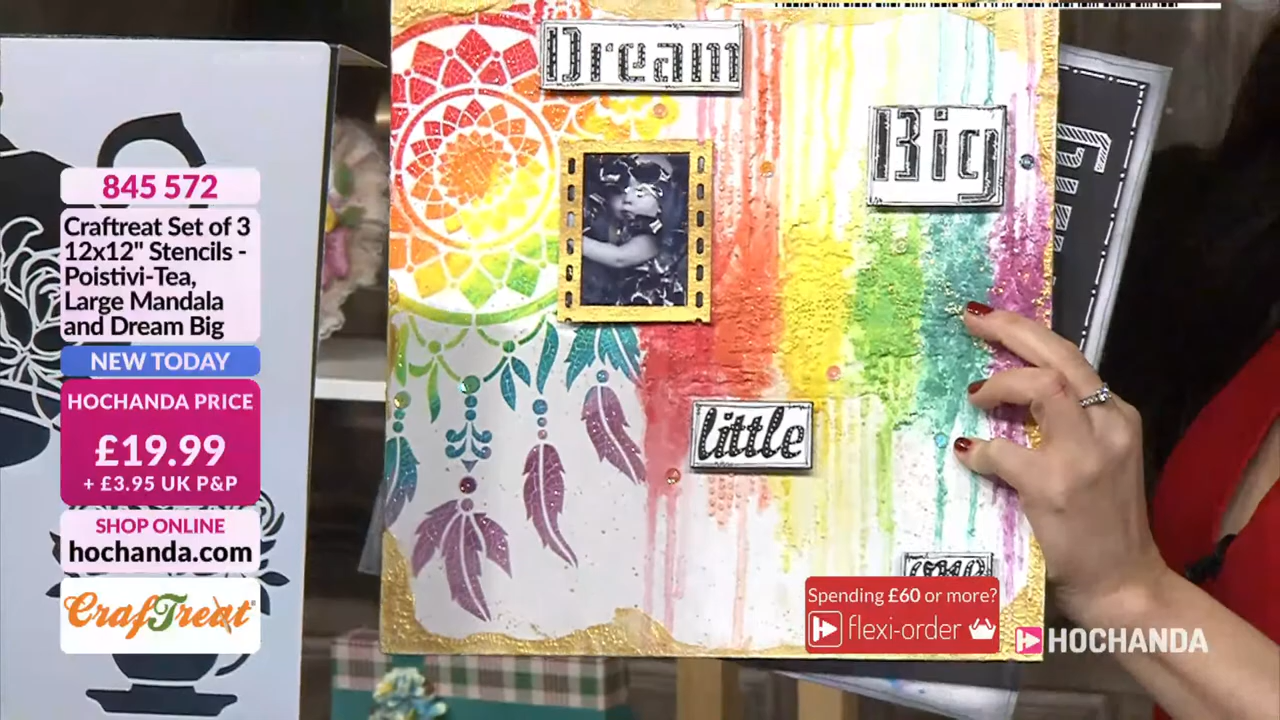 845 572
Craftreat Set of 3
12x12" Stencils -
Poistivi-Tea,
Large Mandala
and Dream Big
NEW TODAY
HOCHANDA PRICE
£19.99
+ £3.95 UK P&P
SHOP ONLINE
hochanda.com
CrafTreat
Dream
Big
little
Spending £60 or more?
flexi-order
HOCHANDA